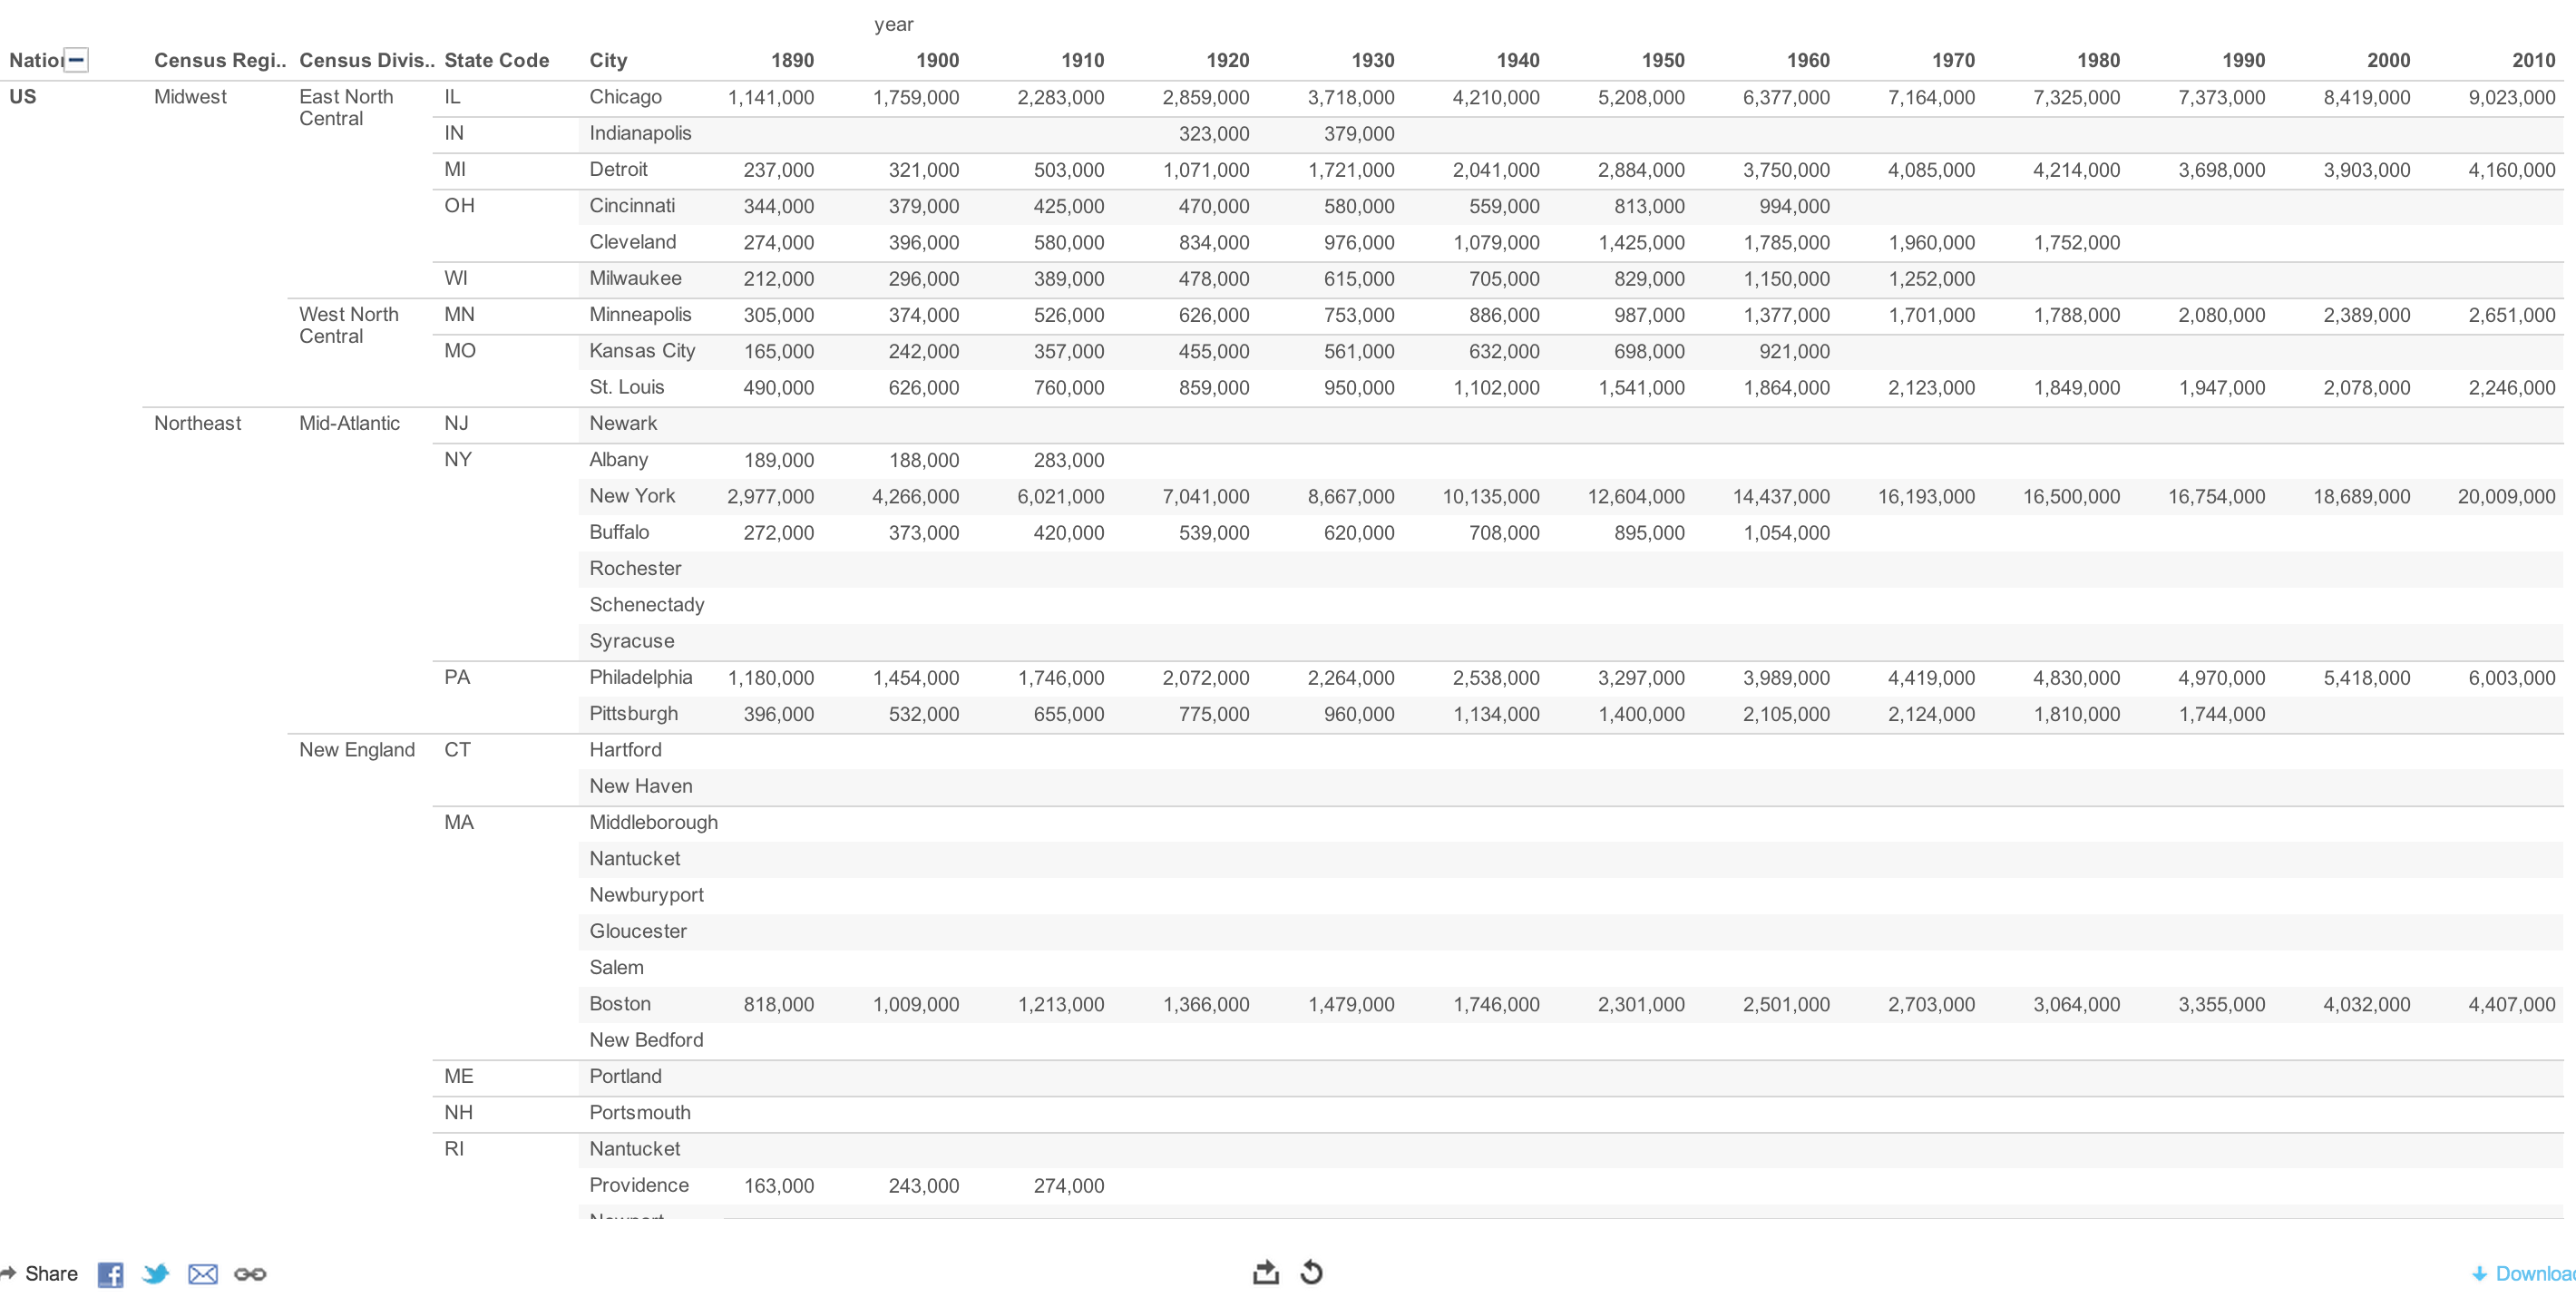 year
Nation Census Regi.. Census Divis.. State Code City 1890 1900 1910 1920 1930 1940 1950 1960 1970 1980 1990 2000 2010
US Midwest East North Central IL Chicago 1,141,000 1,759,000 2,283,000 2,859,000 3,718,000 4,210,000 5,208,000 6,377,000 7,164,000 7,325,000 7,373,000 8,419,000 9,023,000
IN Indianapolis 323,000 379,000
MI Detroit 237,000 321,000 503,000 1,071,000 1,721,000 2,041,000 2,884,000 3,750,000 4,085,000 4,214,000 3,698,000 3,903,000 4,160,000
OH Cincinnati 344,000 379,000 425,000 470,000 580,000 559,000 813,000 994,000
Cleveland 274,000 396,000 580,000 834,000 976,000 1,079,000 1,425,000 1,785,000 1,960,000 1,752,000
WI Milwaukee 212,000 296,000 389,000 478,000 615,000 705,000 829,000 1,150,000 1,252,000
West North Central MN Minneapolis 305,000 374,000 526,000 626,000 753,000 886,000 987,000 1,377,000 1,701,000 1,788,000 2,080,000 2,389,000 2,651,000
MO Kansas City 165,000 242,000 357,000 455,000 561,000 632,000 698,000 921,000
St. Louis 490,000 626,000 760,000 859,000 950,000 1,102,000 1,541,000 1,864,000 2,123,000 1,849,000 1,947,000 2,078,000 2,246,000
Northeast Mid-Atlantic NJ Newark
NY Albany 189,000 188,000 283,000
New York 2,977,000 4,266,000 6,021,000 7,041,000 8,667,000 10,135,000 12,604,000 14,437,000 16,193,000 16,500,000 16,754,000 18,689,000 20,009,000
Buffalo 272,000 373,000 420,000 539,000 620,000 708,000 895,000 1,054,000
Rochester
Schenectady
Syracuse
PA Philadelphia 1,180,000 1,454,000 1,746,000 2,072,000 2,264,000 2,538,000 3,297,000 3,989,000 4,419,000 4,830,000 4,970,000 5,418,000 6,003,000
Pittsburgh 396,000 532,000 655,000 775,000 960,000 1,134,000 1,400,000 2,105,000 2,124,000 1,810,000 1,744,000
New England CT Hartford
New Haven
MA Middleborough
Nantucket
Newburyport
Gloucester
Salem
Boston 818,000 1,009,000 1,213,000 1,366,000 1,479,000 1,746,000 2,301,000 2,501,000 2,703,000 3,064,000 3,355,000 4,032,000 4,407,000
New Bedford
ME Portland
NH Portsmouth
RI Nantucket
Providence 163,000 243,000 274,000
Share Download